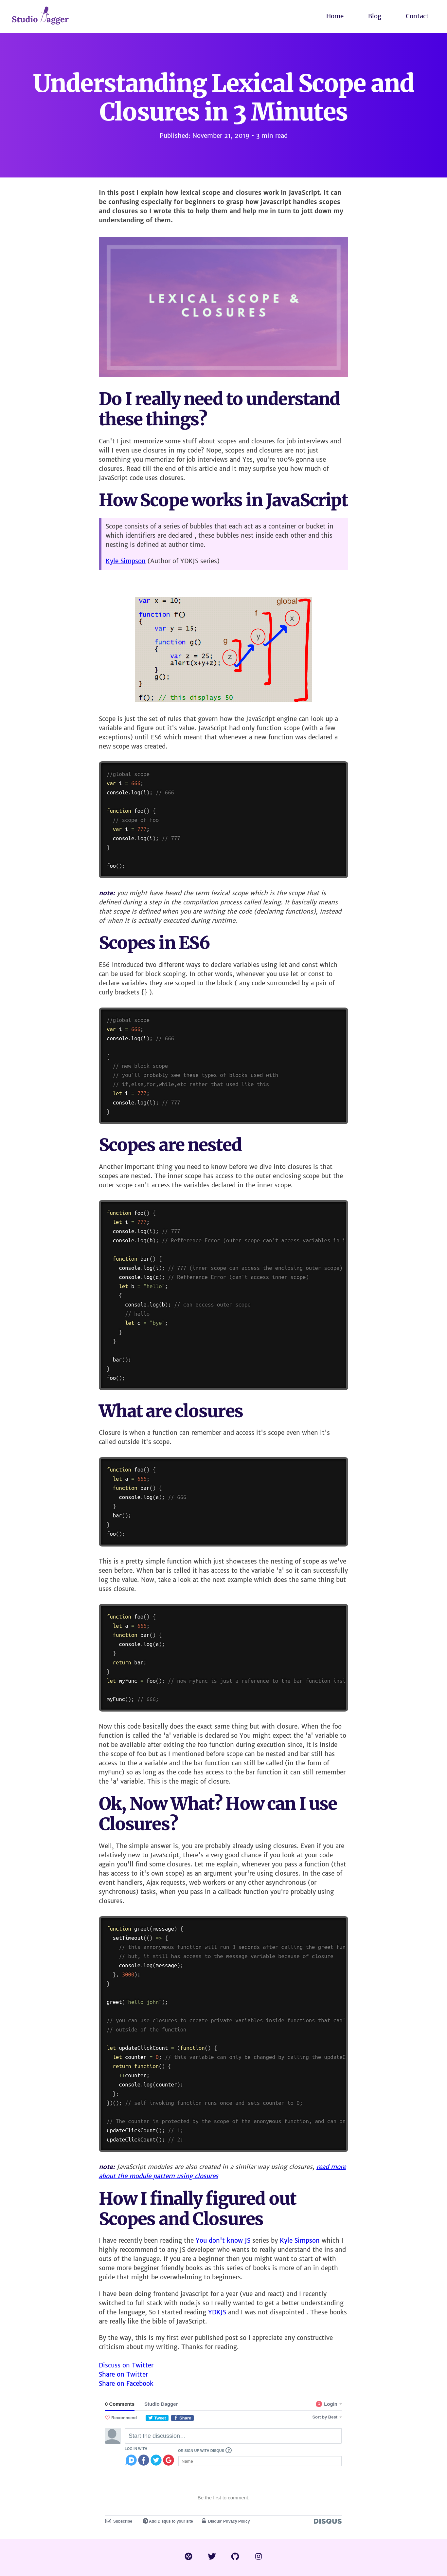 Studio Dagger
Home Blog Contact
Understanding Lexical Scope and
Closures in 3 Minutes
Published: November 21, 2019 - 3 min read
In this post I explain how lexical scope and closures work in JavaScript. It can
be confusing especially for beginners to grasp how javascript handles scopes
and closures so I wrote this to help them and help me in turn to jott down my
understanding of them.
LEXICAL SCOPE &
CLOSURES
Do I really need to understand
these things?
Can't I just memorize some stuff about scopes and closures for job interviews and
will I even use closures in my code? Nope, scopes and closures are not just
something you memorize for job interviews and Yes, you're 100% gonna use
closures. Read till the end of this article and it may surprise you how much of
JavaScript code uses closures.
How Scope works in JavaScript
Scope consists of a series of bubbles that each act as a container or bucket in
which identifiers are declared , these bubbles nest inside each other and this
nesting is defined at author time.
Kyle Simpson (Author of YDKJS series)
var x = 10;
function f()
{
var y = 15;
function g()
{
var z = 25;
alert(x+y+z);
}
g();
}
f(); // this displays 50
global
f
g
x
y
z
Scope is just the set of rules that govern how the JavaScript engine can look up a
variable and figure out it's value. JavaScript had only function scope (with a few
exceptions) until ES6 which meant that whenever a new function was declared a
new scope was created.
//global scope
var i = 666;
console.log(i); // 666
function foo() {
// scope of foo
var i = 777;
console.log(i); // 777
}
foo();
note: you might have heard the term lexical scope which is the scope that is
defined during a step in the compilation process called lexing. It basically means
that scope is defined when you are writing the code (declaring functions), instead
of when it is actually executed during runtime.
Scopes in ES6
ES6 introduced two different ways to declare variables using let and const which
can be used for block scoping. In other words, whenever you use let or const to
declare variables they are scoped to the block ( any code surrounded by a pair of
curly brackets {} ).
//global scope
var i = 666;
console.log(i); // 666
{
// new block scope
// you'll probably see these types of blocks used with
// if,else,for,while,etc rather that used like this
let i = 777;
console.log(i); // 777
}
Scopes are nested
Another important thing you need to know before we dive into closures is that
scopes are nested. The inner scope has access to the outer enclosing scope but the
outer scope can't access the variables declared in the inner scope.
function foo() {
let i = 777;
console.log(i); // 777
console.log(b); // Refference Error (outer scope can't access variables in i
function bar() {
console.log(i); // 777 (inner scope can access the enclosing outer scope)
console.log(c); // Refference Error (can't access inner scope)
let b = "hello";
{
console.log(b); // can access outer scope
// hello
let c = "bye";
}
}
bar();
}
foo();
What are closures
Closure is when a function can remember and access it's scope even when it's
called outside it's scope.
function foo() {
let a = 666;
function bar() {
console.log(a); // 666
}
bar();
}
foo();
This is a pretty simple function which just showcases the nesting of scope as we've
seen before. When bar is called it has access to the variable 'a' so it can successfully
log the value. Now, take a look at the next example which does the same thing but
uses closure.
function foo() {
let a = 666;
function bar() {
console.log(a);
}
return bar;
}
let myFunc = foo(); // now myFunc is just a reference to the bar function insi
myFunc(); // 666;
Now this code basically does the exact same thing but with closure. When the foo
function is called the 'a' variable is declared so You might expect the 'a' variable to
not be available after exiting the foo function during execution since, it is inside
the scope of foo but as I mentioned before scope can be nested and bar still has
access to the a variable and the bar function can still be called (in the form of
myFunc) so as long as the code has access to the bar function it can still remember
the 'a' variable. This is the magic of closure.
Ok, Now What? How can I use
Closures?
Well, The simple answer is, you are probably already using closures. Even if you are
relatively new to JavaScript, there's a very good chance if you look at your code
again you'll find some closures. Let me explain, whenever you pass a function (that
has access to it's own scope) as an argument your're using closures. In the case of
event handlers, Ajax requests, web workers or any other asynchronous (or
synchronous) tasks, when you pass in a callback function you're probably using
closures.
function greet(message) {
setTimeout(() => {
// this annonymous function will run 3 seconds after calling the greet fun
// but, it still has access to the message variable because of closure
console.log(message);
}, 3000);
}
greet("hello john");
// you can use closures to create private variables inside functions that can'
// outside of the function
let updateClickCount = (function() {
let counter = 0; // this variable can only be changed by calling the updateC
return function() {
++counter;
console.log(counter);
};
})(); // self invoking function runs once and sets counter to 0;
// The counter is protected by the scope of the anonymous function, and can on
updateClickCount(); // 1;
updateClickCount(); // 2;
note: JavaScript modules are also created in a similar way using closures, read more
about the module pattern using closures
How I finally figured out
Scopes and Closures
I have recently been reading the You don't know JS series by Kyle Simpson which I
highly recommend to any JS developer who wants to really understand the ins and
outs of the language. If you are a beginner then you might want to start of with
some more begginer friendly books as this series of books is more of an in depth
guide that might be overwhelming to beginners.
I have been doing frontend javascript for a year (vue and react) and I recently
switched to full stack with node.js so I really wanted to get a better understanding
of the language, So I started reading YDKJS and I was not disapointed . These books
are really like the bible of JavaScript.
By the way, this is my first ever published post so I appreciate any constructive
criticism about my writing. Thanks for reading.
Discuss on Twitter
Share on Twitter
Share on Facebook
0 Comments Studio Dagger Login
Recommend Tweet Share Sort by Best
Start the discussion…
LOG IN WITH
OR SIGN UP WITH DISQUS ?
Name
Be the first to comment.
Subscribe Add Disqus to your site Disqus' Privacy Policy DISQUS